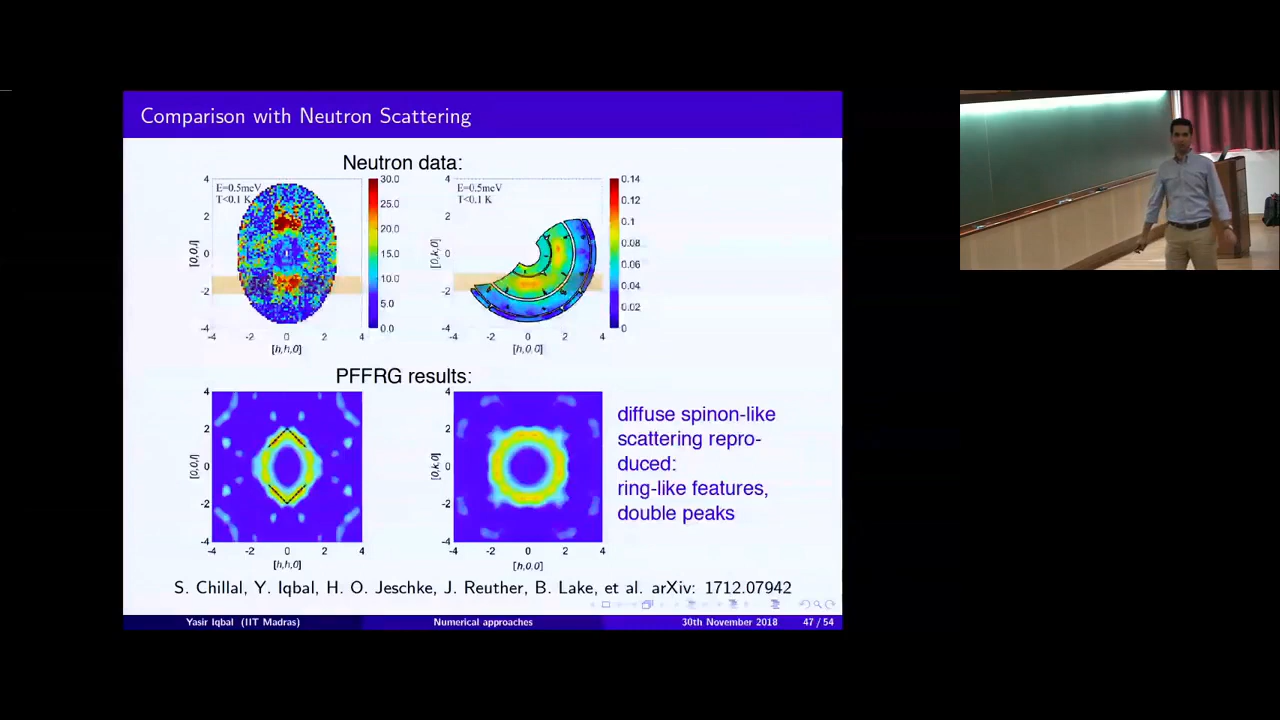 Comparison with Neutron Scattering
Neutron data:
E=0.5meV
T<0.1 K
4
2
0
-2
-4
[0,0,l]
-4 -2 0 2 4
[h,h,0]
30.0
25.0
20.0
15.0
10.0
5.0
0.0
E=0.5meV
T<0.1 K
4
2
0
-2
-4
[0,k,0]
-4 -2 0 2 4
[h,0,0]
0.14
0.12
0.1
0.08
0.06
0.04
0.02
0
PFFRG results:
4
2
0
-2
-4
[0,0,l]
-4 -2 0 2 4
[h,h,0]
4
2
0
-2
-4
[0,k,0]
-4 -2 0 2 4
[h,0,0]
diffuse spinon-like
scattering repro-
duced:
ring-like features,
double peaks
S. Chillal, Y. Iqbal, H. O. Jeschke, J. Reuther, B. Lake, et al. arXiv: 1712.07942
Yasir Iqbal (IIT Madras) Numerical approaches 30th November 2018 47 / 54